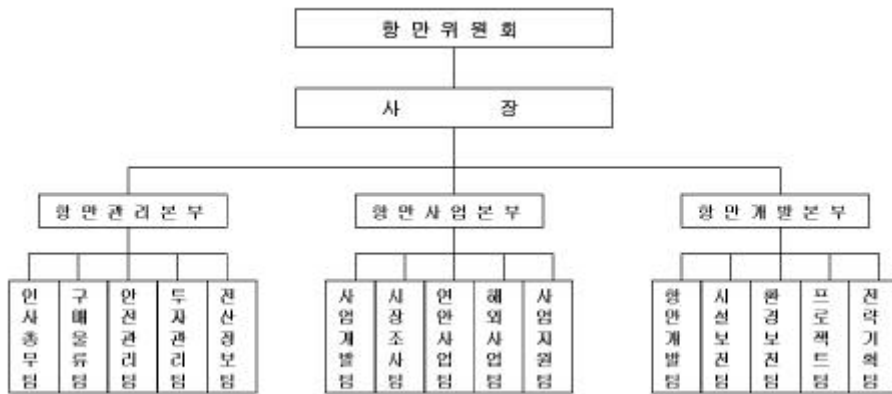 항 만 위 원 회
사 장
항 만 관 리 본 부
항 만 사 업 본 부
항 만 개 발 본 부
인사총무팀
구매물류팀
안전관리팀
투자관리팀
전산정보팀
사업개발팀
시장조사팀
연안사업팀
해외사업팀
사업지원팀
항만개발팀
시설보전팀
환경보전팀
프로젝트팀
전략기획팀